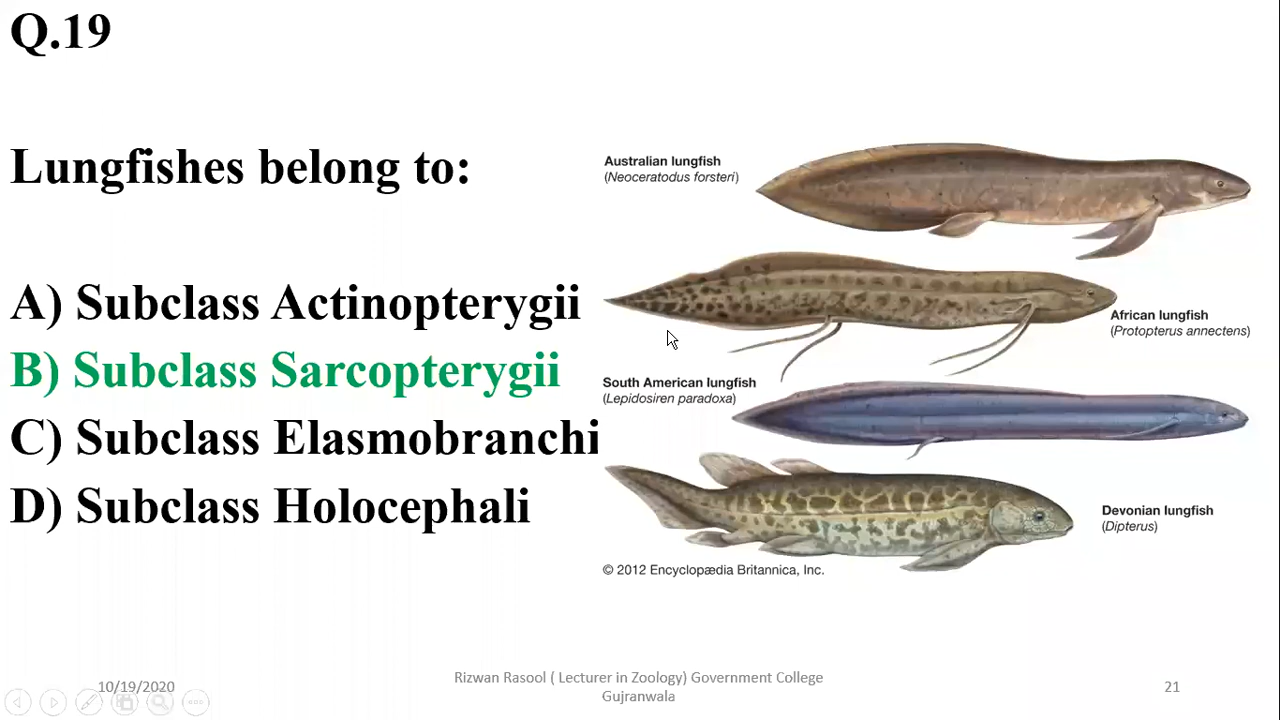 Q.19
Lungfishes belong to:
A) Subclass Actinopterygii
B) Subclass Sarcopterygii
C) Subclass Elasmobranchi
D) Subclass Holocephali
Australian lungfish
(Neoceratodus forsteri)
African lungfish
(Protopterus annectens)
South American lungfish
(Lepidosiren paradoxa)
Devonian lungfish
(Dipterus)
© 2012 Encyclopædia Britannica, Inc.
10/19/2020
Rizwan Rasool ( Lecturer in Zoology) Government College
Gujranwala
21